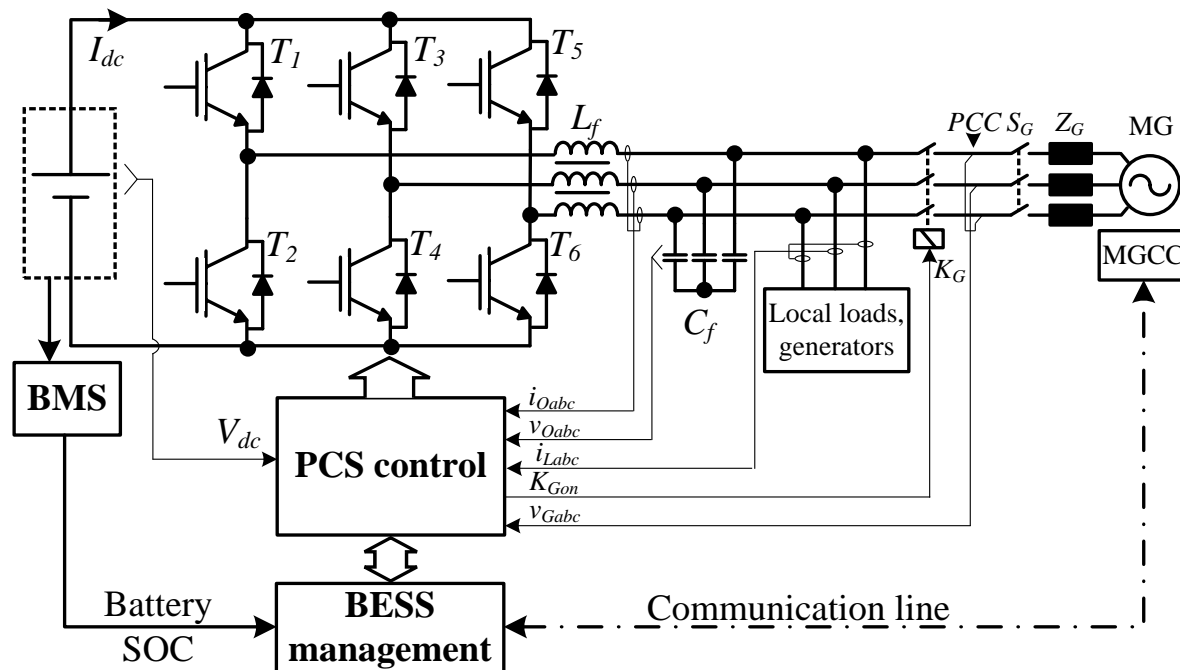 I_dc
T_1
T_3
T_5
L_f
PCC
S_G
Z_G
MG
T_2
T_4
T_6
C_f
Local loads,
generators
K_G
MGCC
BMS
V_dc
PCS control
i_Oabc
v_Oabc
i_Labc
K_Gon
v_Gabc
Battery
SOC
BESS
management
Communication line